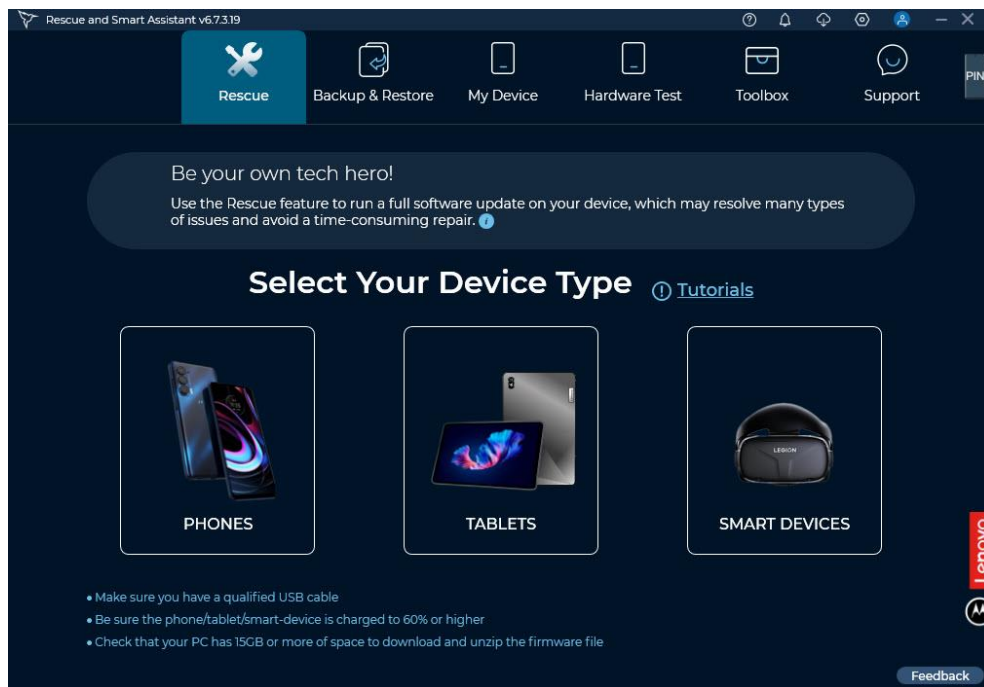 Rescue and Smart Assistant v6.7.3.19
Rescue
Backup & Restore
My Device
Hardware Test
Toolbox
Support
PIN
Be your own tech hero!
Use the Rescue feature to run a full software update on your device, which may resolve many types
of issues and avoid a time-consuming repair.
Select Your Device Type
Tutorials
LEGION
PHONES
TABLETS
SMART DEVICES
Lenovo
• Make sure you have a qualified USB cable
• Be sure the phone/tablet/smart-device is charged to 60% or higher
• Check that your PC has 15GB or more of space to download and unzip the firmware file
Feedback